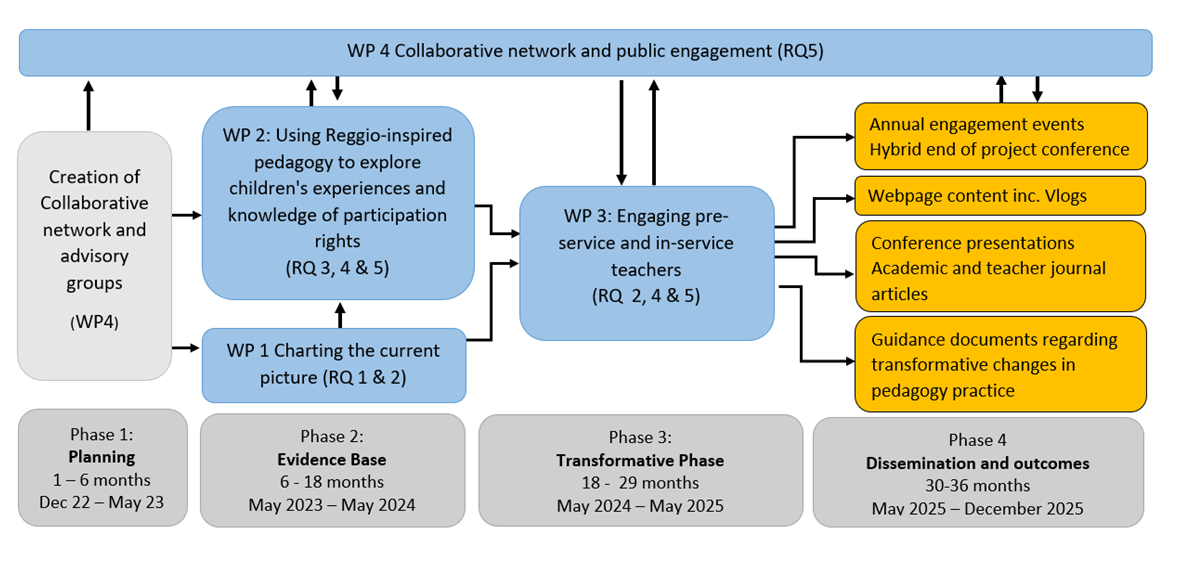 WP 4 Collaborative network and public engagement (RQ5)
Creation of
Collaborative
network and
advisory
groups
(WP4)
WP 2: Using Reggio-inspired
pedagogy to explore
children's experiences and
knowledge of participation
rights
(RQ 3, 4 & 5)
WP 1 Charting the current
picture (RQ 1 & 2)
WP 3: Engaging pre-
service and in-service
teachers
(RQ 2, 4 & 5)
Annual engagement events
Hybrid end of project conference
Webpage content inc. Vlogs
Conference presentations
Academic and teacher journal
articles
Guidance documents regarding
transformative changes in
pedagogy practice
Phase 1:
Planning
1 – 6 months
Dec 22 – May 23
Phase 2:
Evidence Base
6 - 18 months
May 2023 – May 2024
Phase 3:
Transformative Phase
18 - 29 months
May 2024 – May 2025
Phase 4
Dissemination and outcomes
30-36 months
May 2025 – December 2025